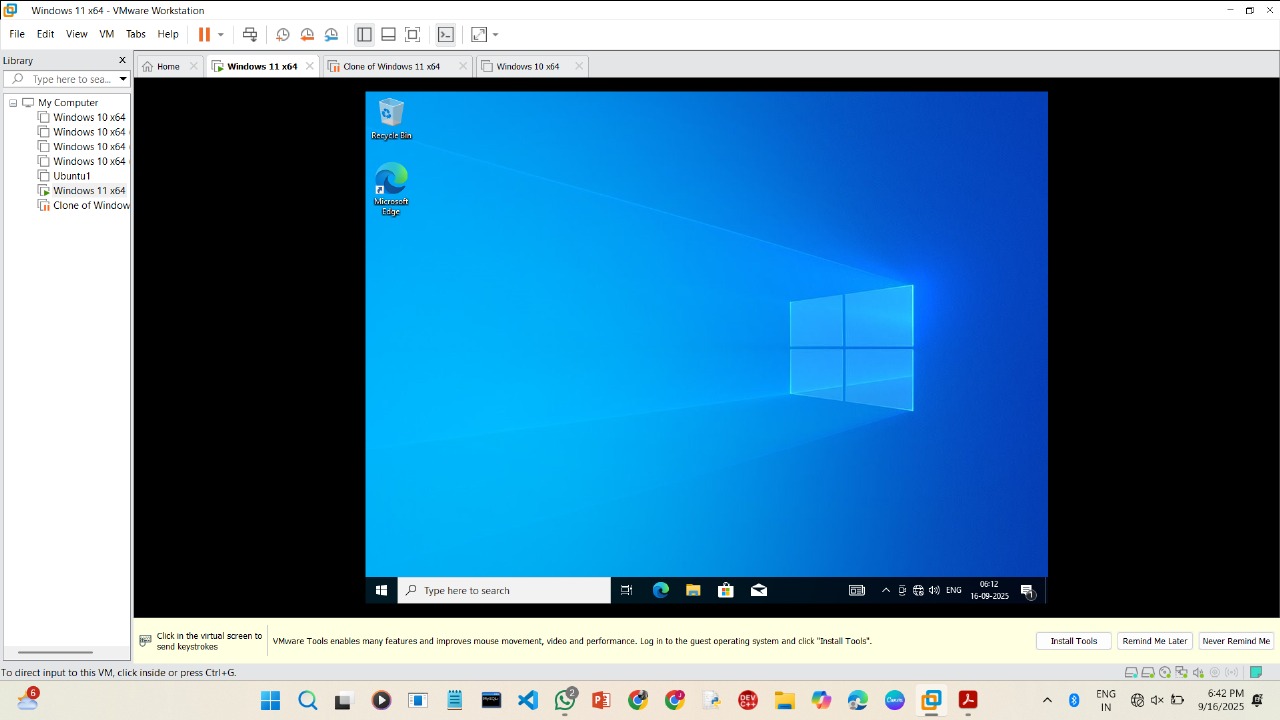 Windows 11 x64 - VMware Workstation
File Edit View VM Tabs Help
Library
Type here to sea...
Home
Windows 11 x64
Clone of Windows 11 x64
Windows 10 x64
My Computer
Windows 10 x64
Windows 10 x64
Windows 10 x64
Windows 10 x64
Ubuntu1
Windows 11 x64
Clone of Window
Recycle Bin
Microsoft
Edge
Type here to search
ENG
06:12
16-09-2025
1
Click in the virtual screen to
send keystrokes
VMware Tools enables many features and improves mouse movement, video and performance. Log in to the guest operating system and click "Install Tools".
Install Tools
Remind Me Later
Never Remind Me
To direct input to this VM, click inside or press Ctrl+G.
6
2
DEV
C++
Canva
ENG
IN
6:42 PM
9/16/2025